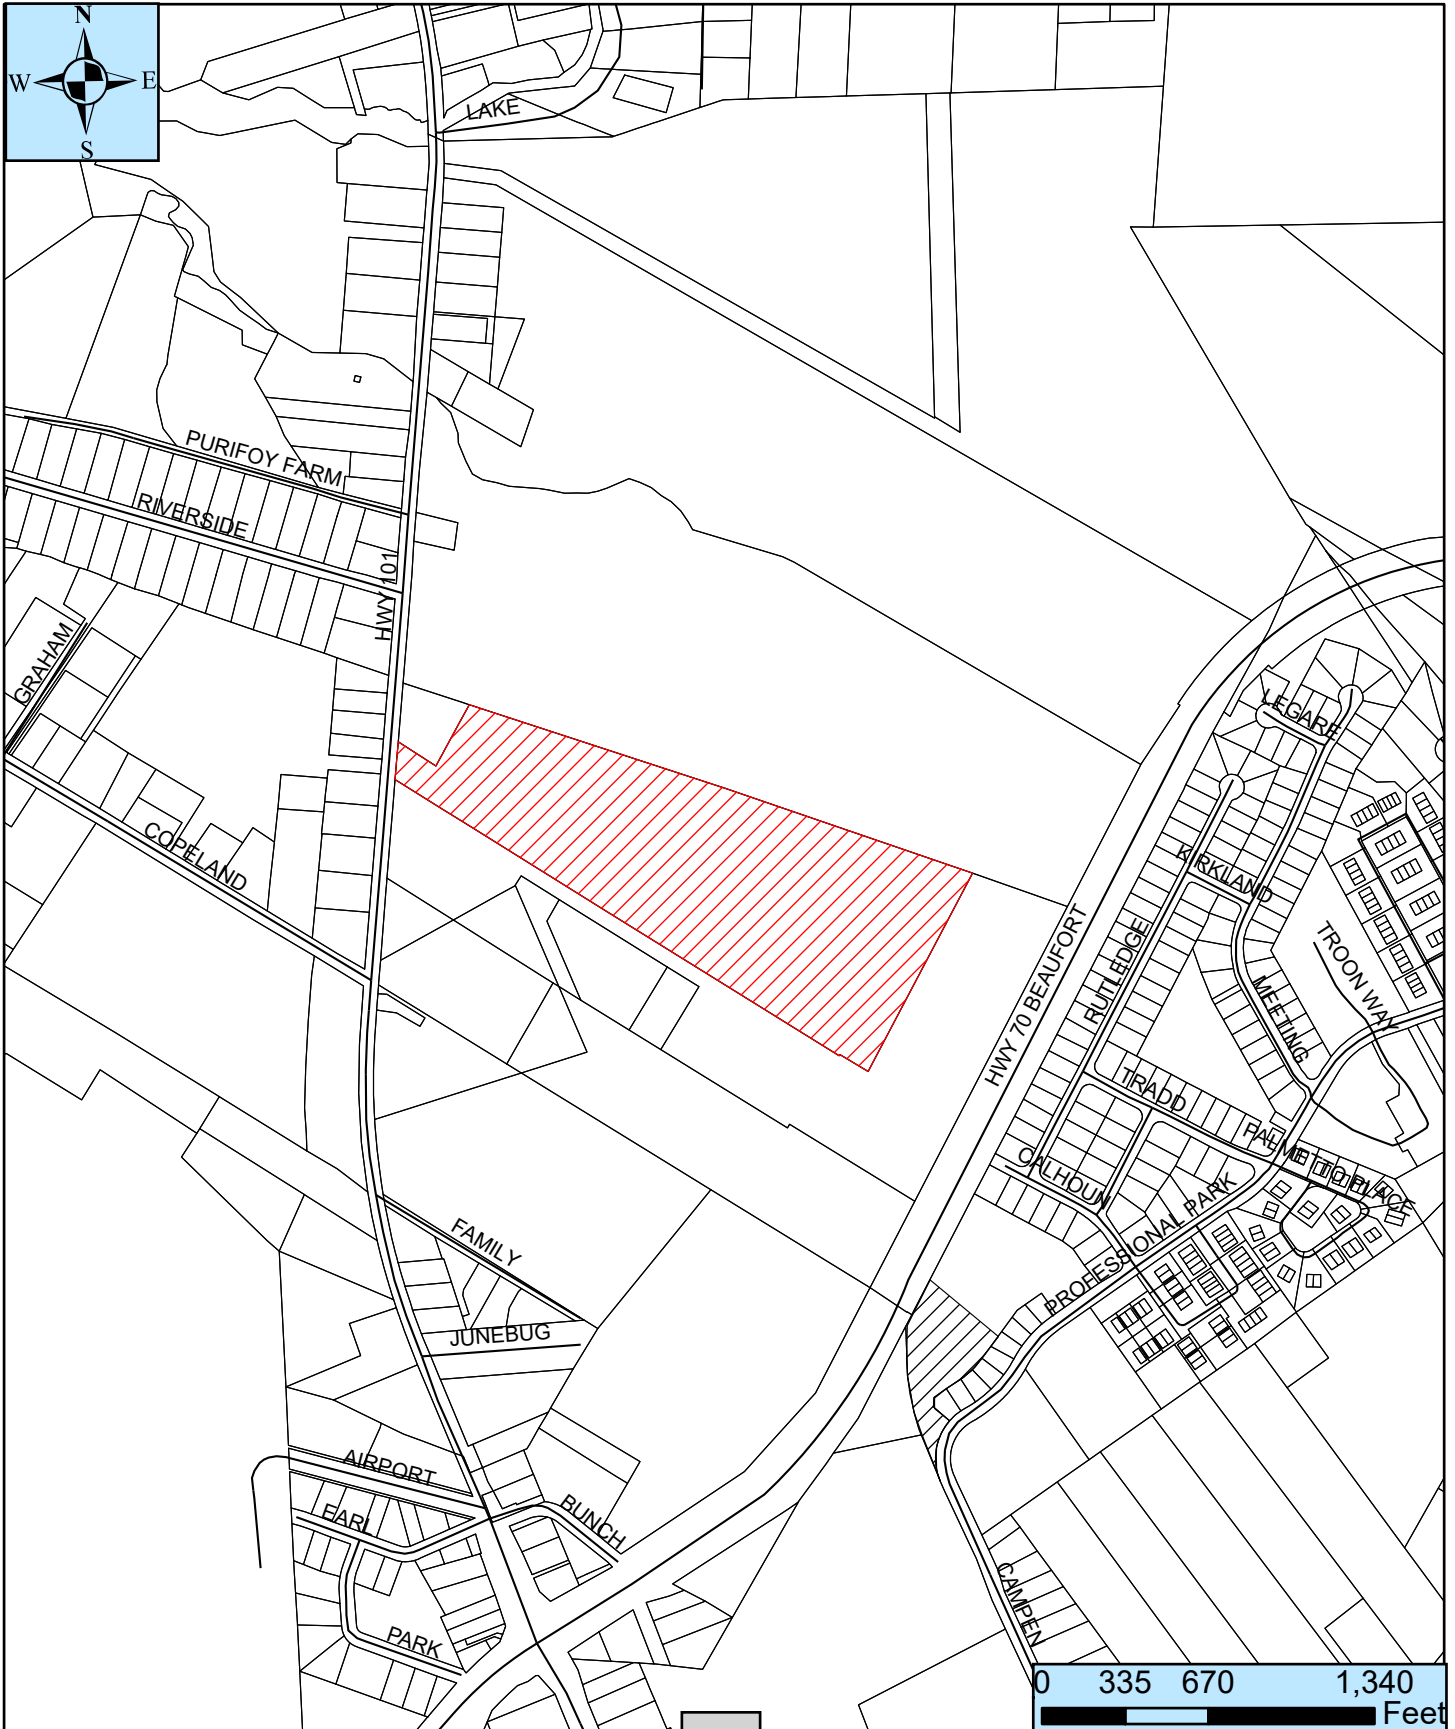 N
W E
S
LAKE
PURIFOY FARM
RIVERSIDE
HWY 101
GRAHAM
LEGARE
COPELAND
KIRKLAND
HWY 70 BEAUFORT
RUTLEDGE
TROON WAY
MEETING
TRADD
PALMETTO PLACE
CALHOUN
PROFESSIONAL PARK
FAMILY
JUNEBUG
AIRPORT
EARL
BUNCH
CAMPEN
PARK
0 335 670 1,340
Feet